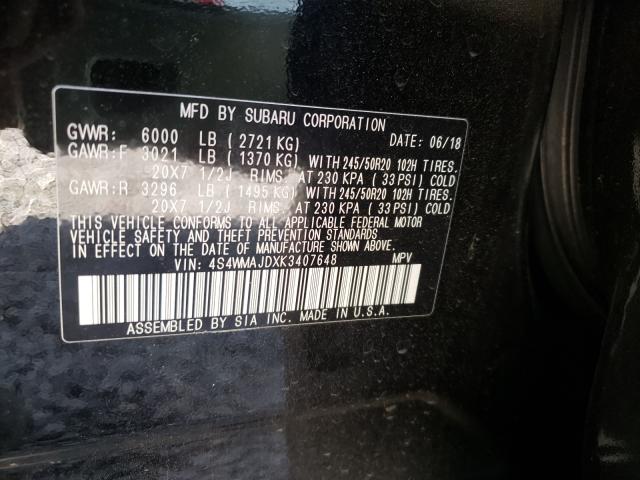 MFD BY SUBARU CORPORATION
GVWR: 6000 LB ( 2721 KG) DATE: 06/18
GAWR:F 3021 LB ( 1370 KG) WITH 245/50R20 102H TIRES.
20X7 1/2J RIMS. AT 230 KPA ( 33 PSI) COLD
GAWR:R 3296 LB ( 1495 KG) WITH 245/50R20 102H TIRES.
20X7 1/2J RIMS. AT 230 KPA ( 33 PSI) COLD
THIS VEHICLE CONFORMS TO ALL APPLICABLE FEDERAL MOTOR
VEHICLE SAFETY AND THEFT PREVENTION STANDARDS
IN EFFECT ON THE DATE OF MANUFACTURE SHOWN ABOVE.
VIN: 4S4WMAJDXK3407648 MPV
ASSEMBLED BY SIA INC. MADE IN U.S.A.